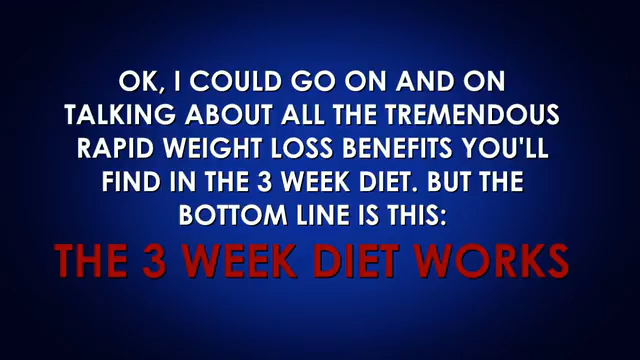 OK, I COULD GO ON AND ON
TALKING ABOUT ALL THE TREMENDOUS
RAPID WEIGHT LOSS BENEFITS YOU'LL
FIND IN THE 3 WEEK DIET. BUT THE
BOTTOM LINE IS THIS:
THE 3 WEEK DIET WORKS